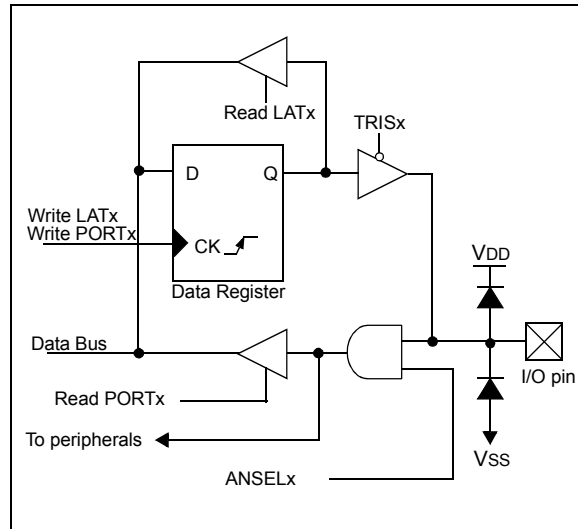 Read LATx
TRISx
D
Q
Write LATx
Write PORTx
CK
Data Register
VDD
Data Bus
I/O pin
Read PORTx
To peripherals
VSS
ANSELx